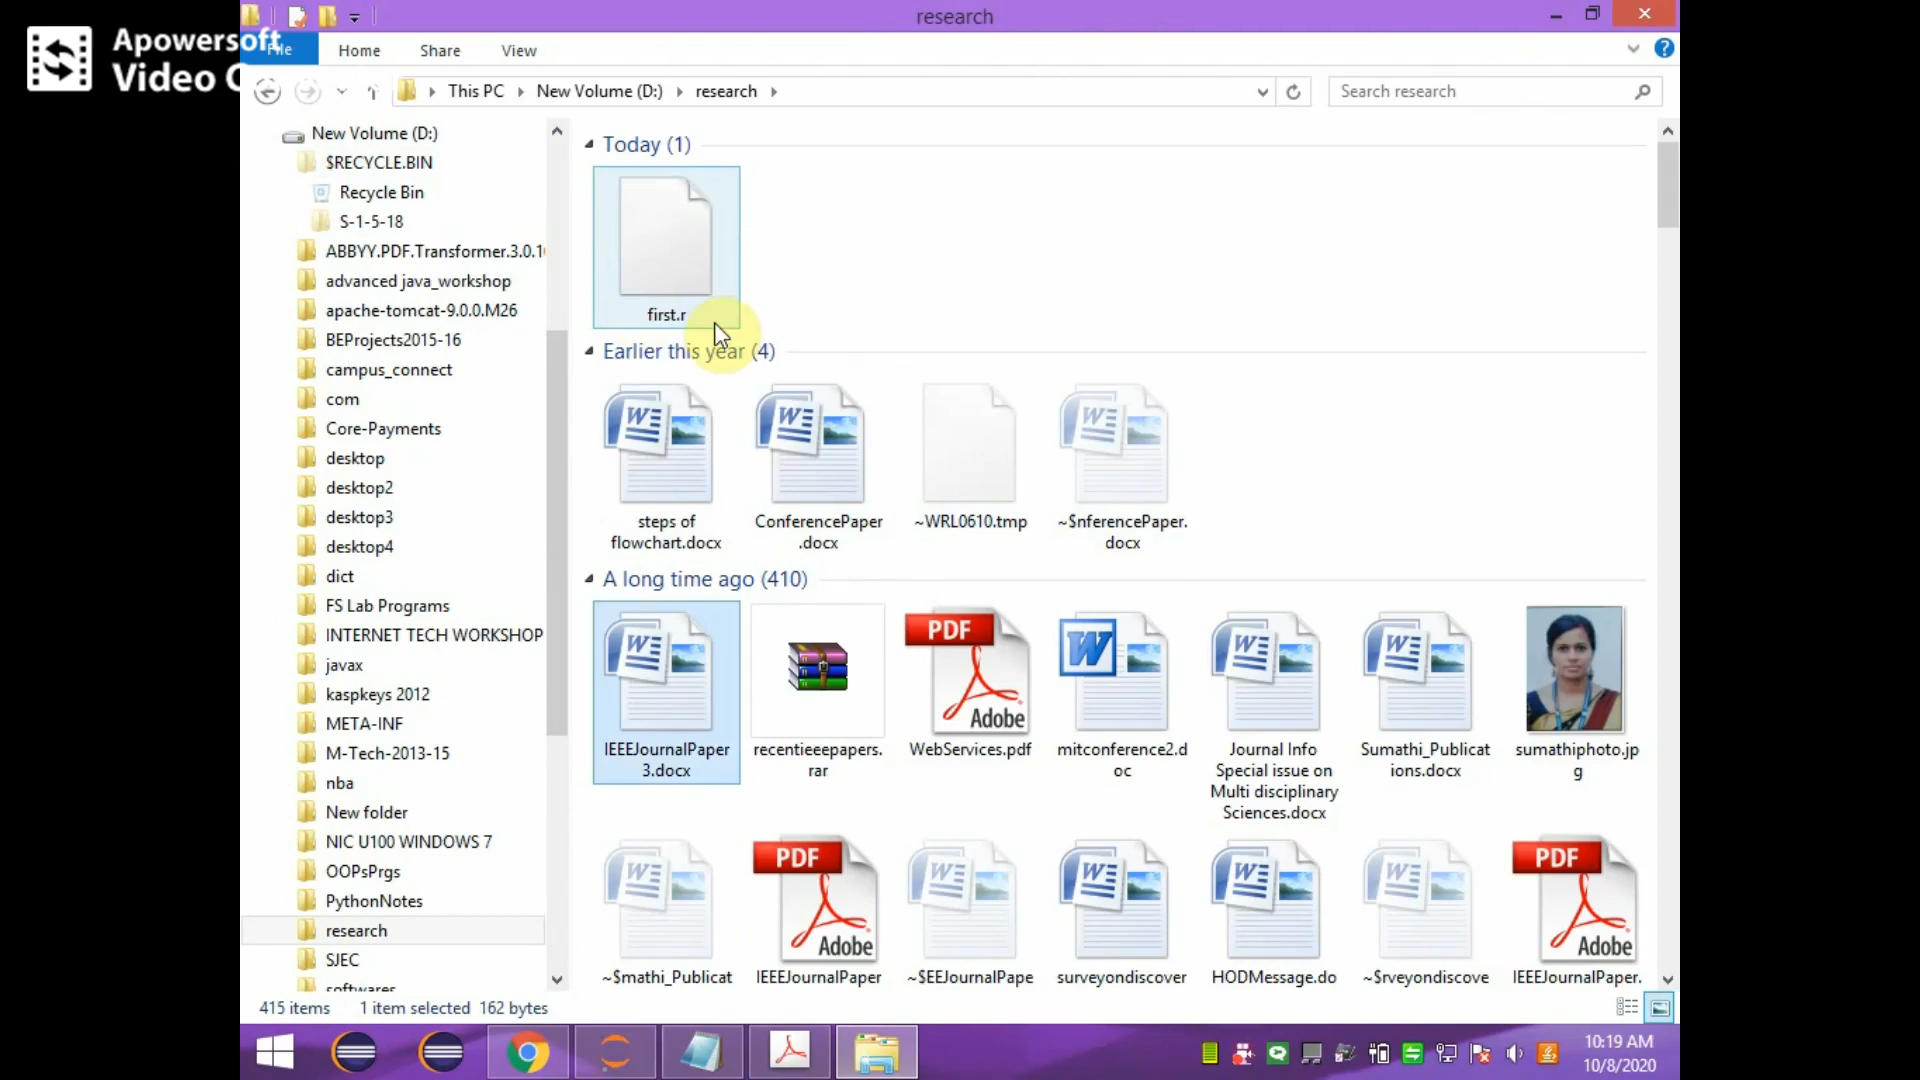 Apowersoft
Video C
research
File
Home
Share
View
This PC
New Volume (D:)
research
Search research
New Volume (D:)
$RECYCLE.BIN
Recycle Bin
S-1-5-18
ABBYY.PDF.Transformer.3.0.1
advanced java_workshop
apache-tomcat-9.0.0.M26
BEProjects2015-16
campus_connect
com
Core-Payments
desktop
desktop2
desktop3
desktop4
dict
FS Lab Programs
INTERNET TECH WORKSHOP
javax
kaspkeys 2012
META-INF
M-Tech-2013-15
nba
New folder
NIC U100 WINDOWS 7
OOPsPrgs
PythonNotes
research
SJEC
softwares
Today (1)
first.r
Earlier this year (4)
steps of
flowchart.docx
ConferencePaper
.docx
~WRL0610.tmp
~$nferencePaper.
docx
A long time ago (410)
IEEEJournalPaper
3.docx
recentieeepapers.
rar
PDF
Adobe
WebServices.pdf
mitconference2.d
oc
Journal Info
Special issue on
Multi disciplinary
Sciences.docx
Sumathi_Publicat
ions.docx
sumathiphoto.jp
g
~$mathi_Publicat
PDF
Adobe
IEEEJournalPaper
~$EEJournalPape
surveyondiscover
HODMessage.do
~$rveyondiscove
PDF
Adobe
IEEEJournalPaper.
415 items
1 item selected 162 bytes
10:19 AM
10/8/2020